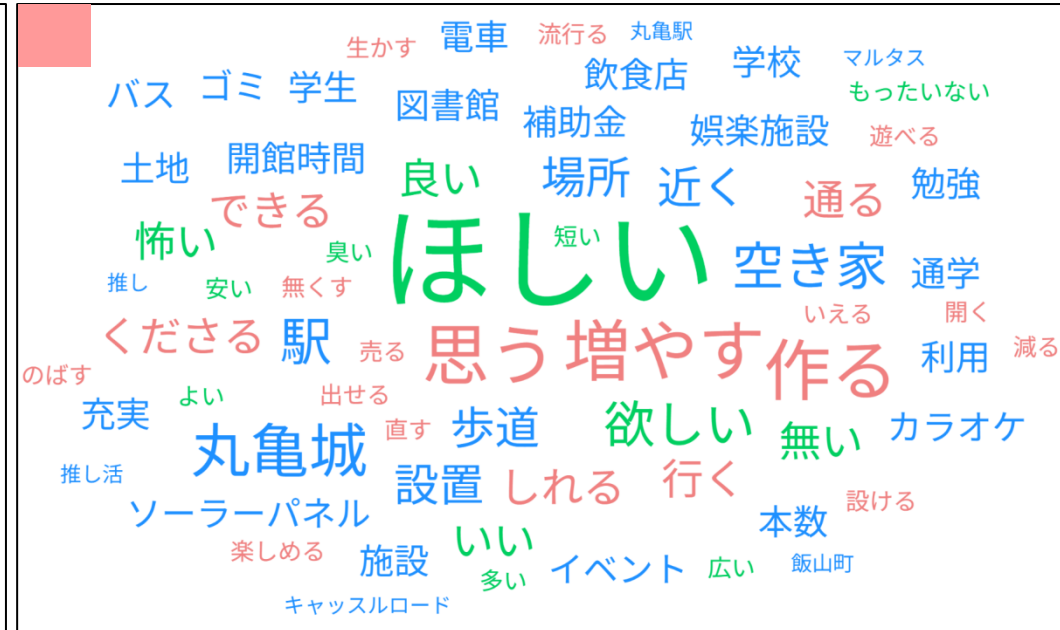 生かす 電車 流行る 丸亀駅
バス ゴミ 学生 図書館 飲食店 学校 マルタス
補助金 娯楽施設 もったいない
土地 開館時間 良い 場所 近く 遊べる
できる 通る 勉強
怖い 臭い ほしい 短い 空き家 通学
推し 安い 無くす いえる 開く
くださる 駅 売る 思う 増やす 作る 利用 減る
のばす 充実 よい 出せる 直す 歩道 欲しい 無い カラオケ
推し活 丸亀城 設置 しれる 行く
ソーラーパネル いい 本数 設ける
楽しめる 施設 多い イベント 広い 飯山町
キャッスルロード